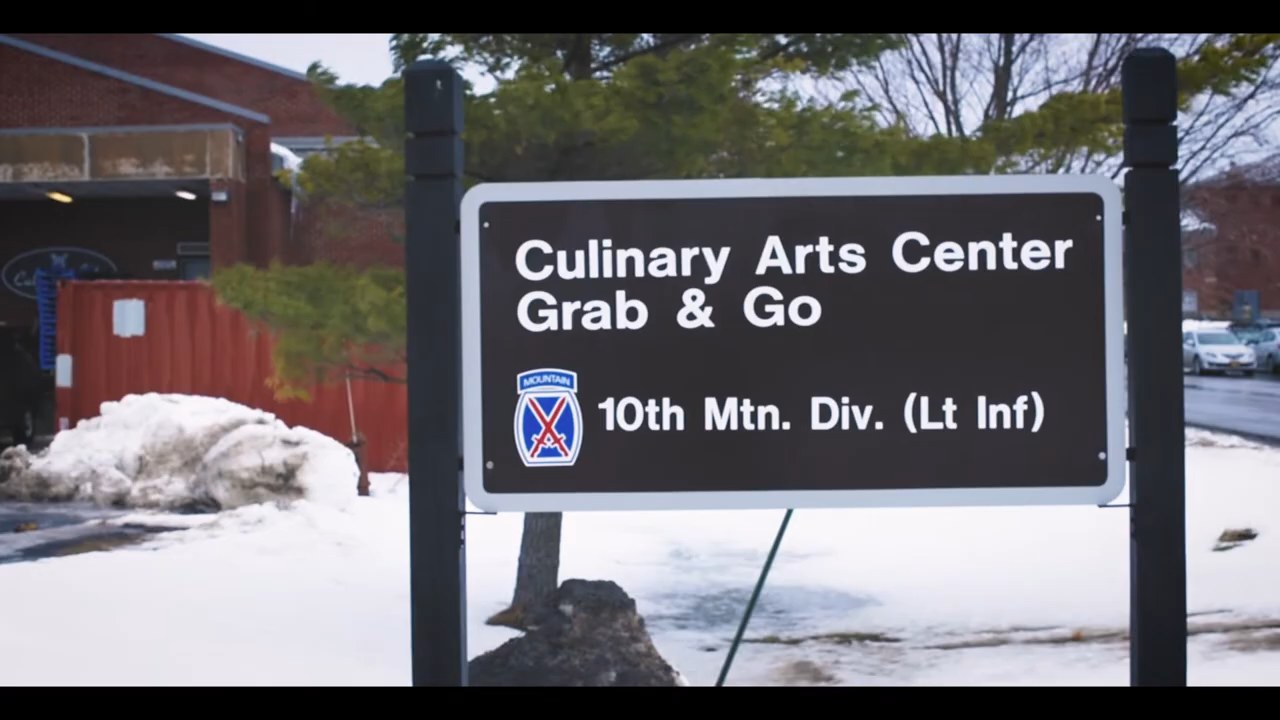 Culinary Arts Center
Grab & Go
MOUNTAIN
10th Mtn. Div. (Lt Inf)